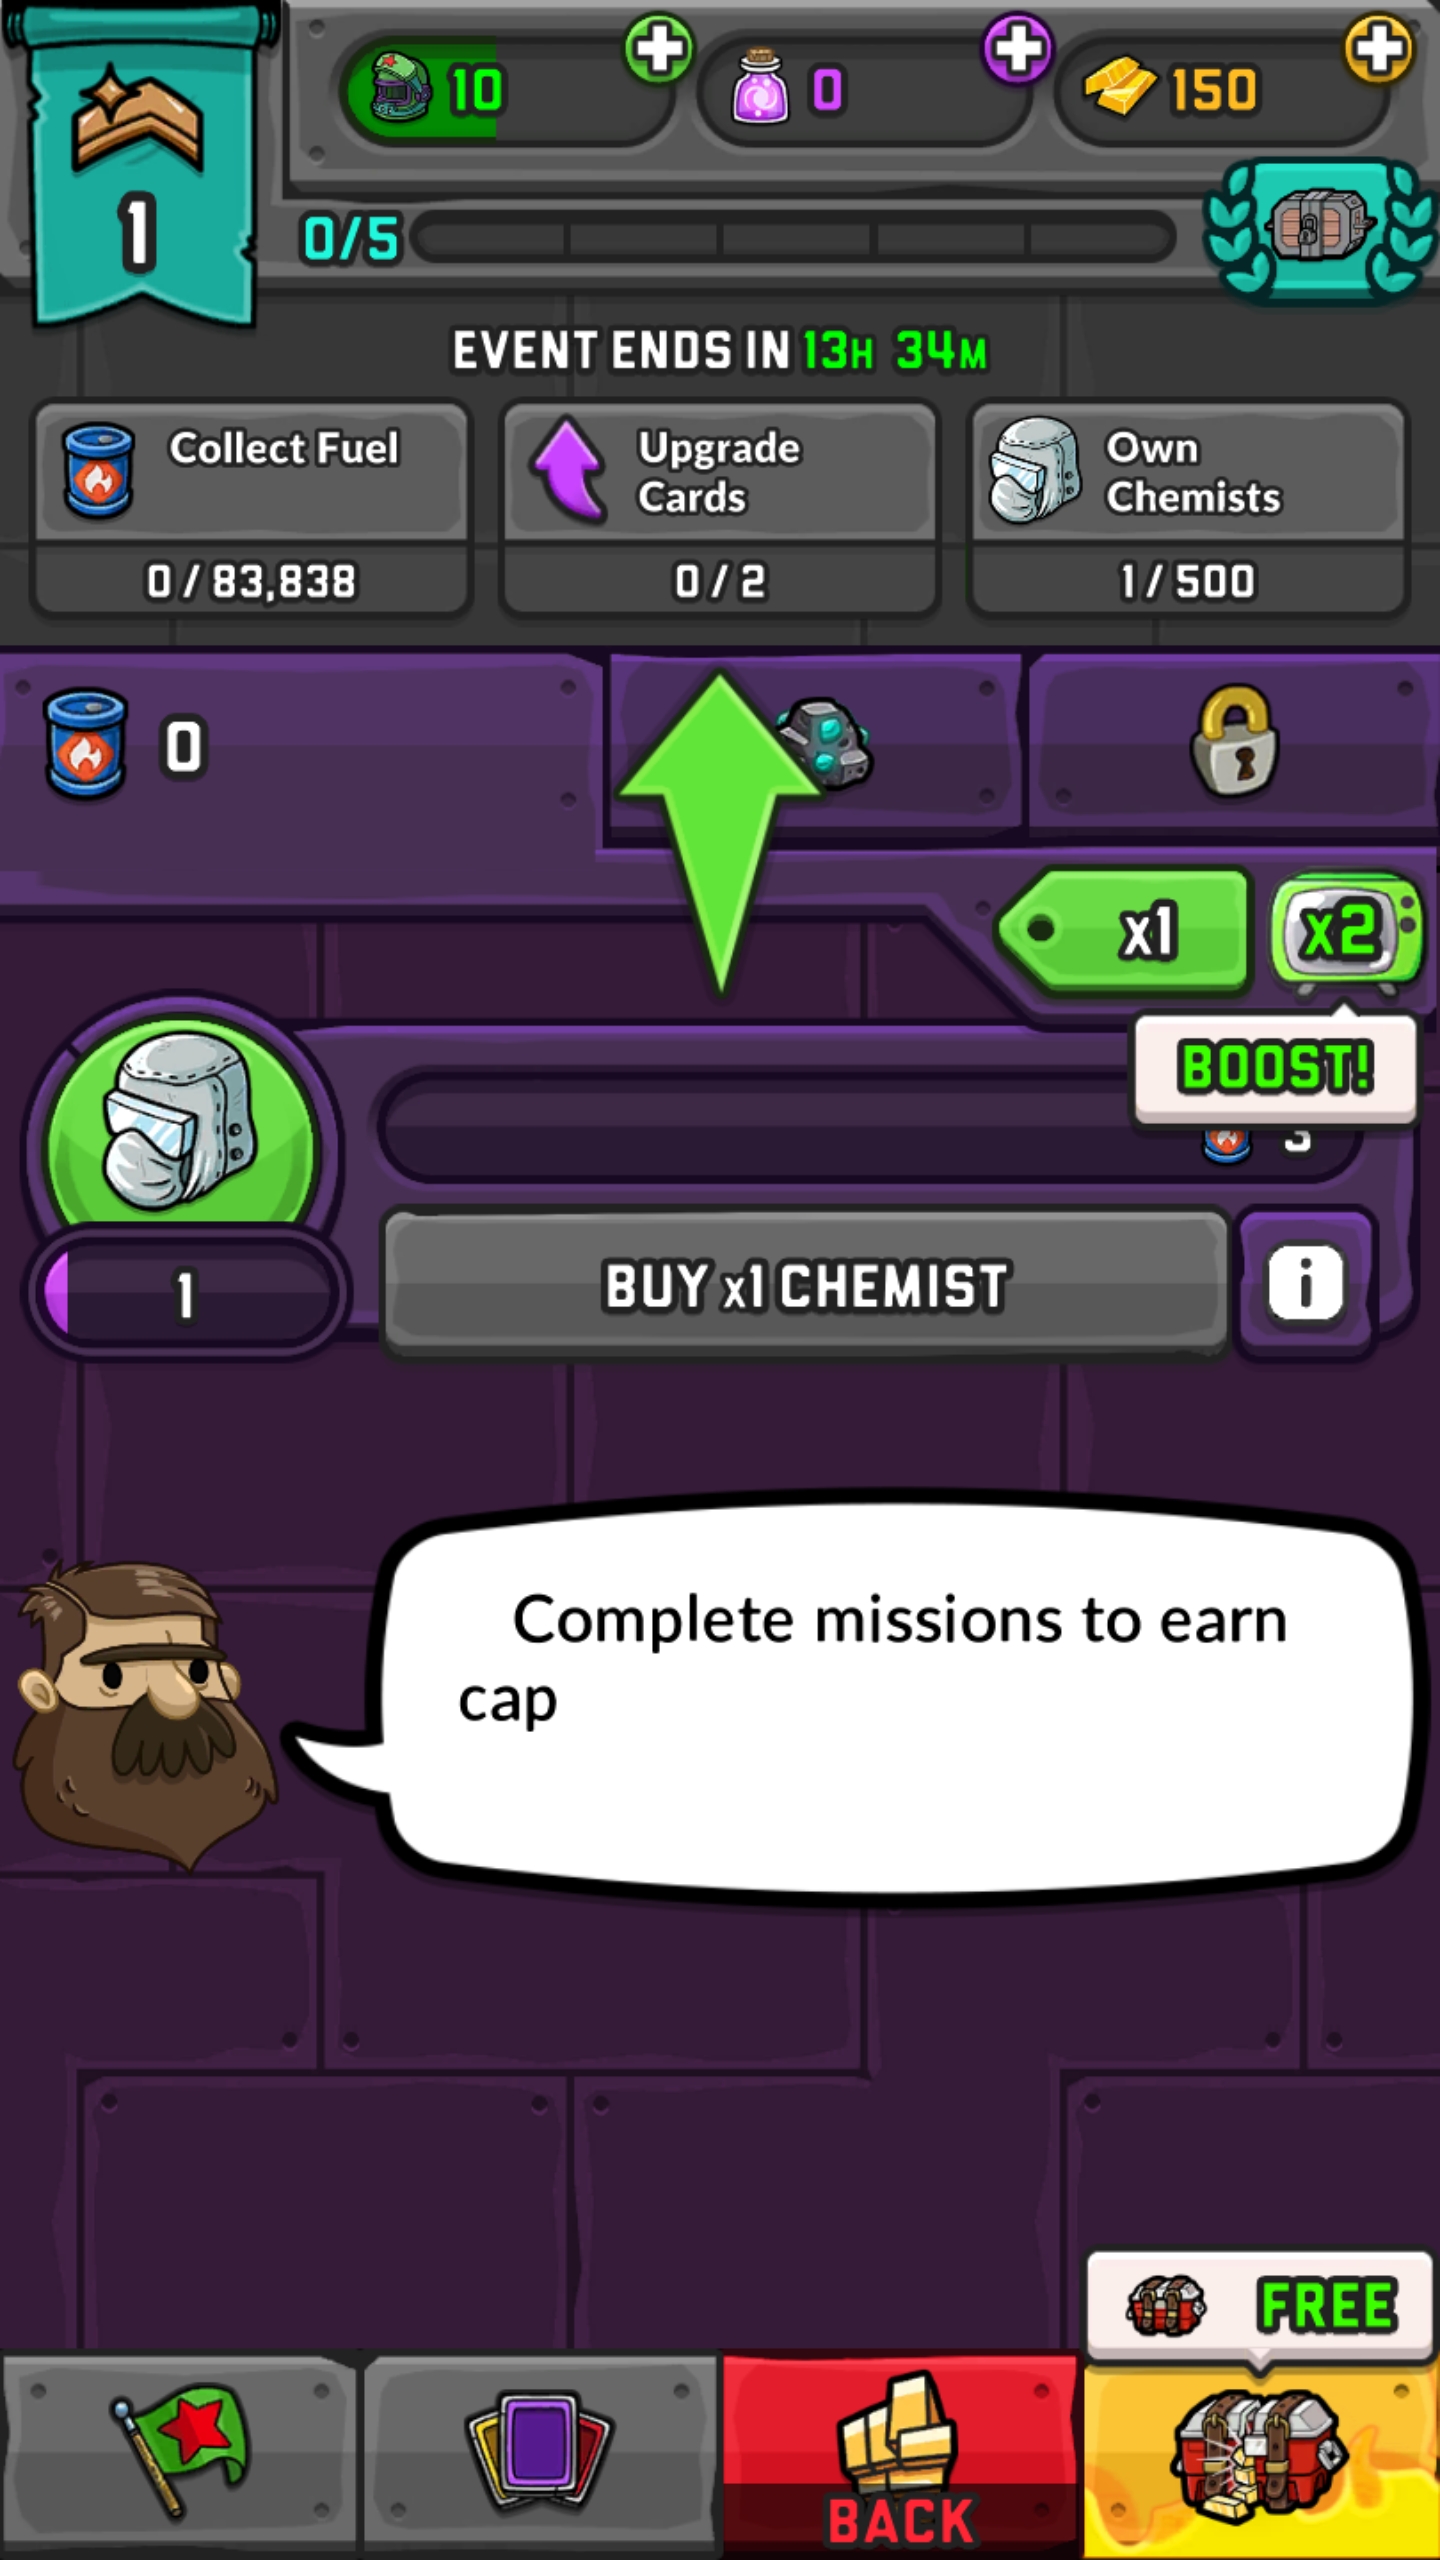 10
0
150
1
0/5
EVENT ENDS IN 13H 34M
Collect Fuel
0 / 83,838
Upgrade
Cards
0 / 2
Own
Chemists
1 / 500
0
x1
x2
BOOST!
3
1
BUY x1 CHEMIST
i
Complete missions to earn
cap
FREE
BACK